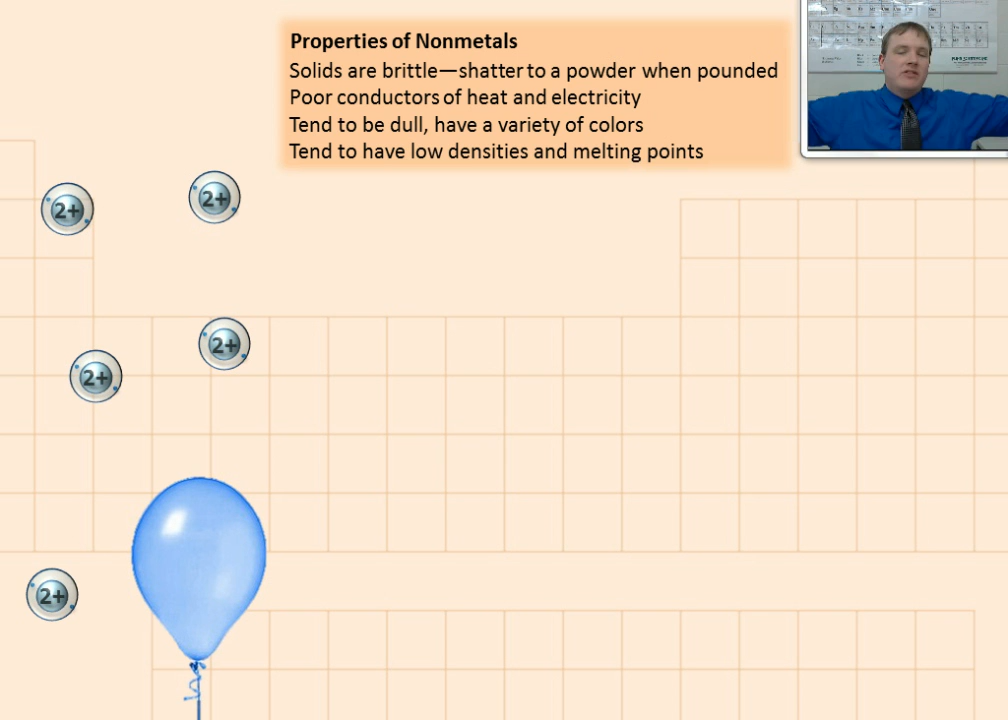 Properties of Nonmetals
Solids are brittle—shatter to a powder when pounded
Poor conductors of heat and electricity
Tend to be dull, have a variety of colors
Tend to have low densities and melting points
2+
2+
2+
2+
2+